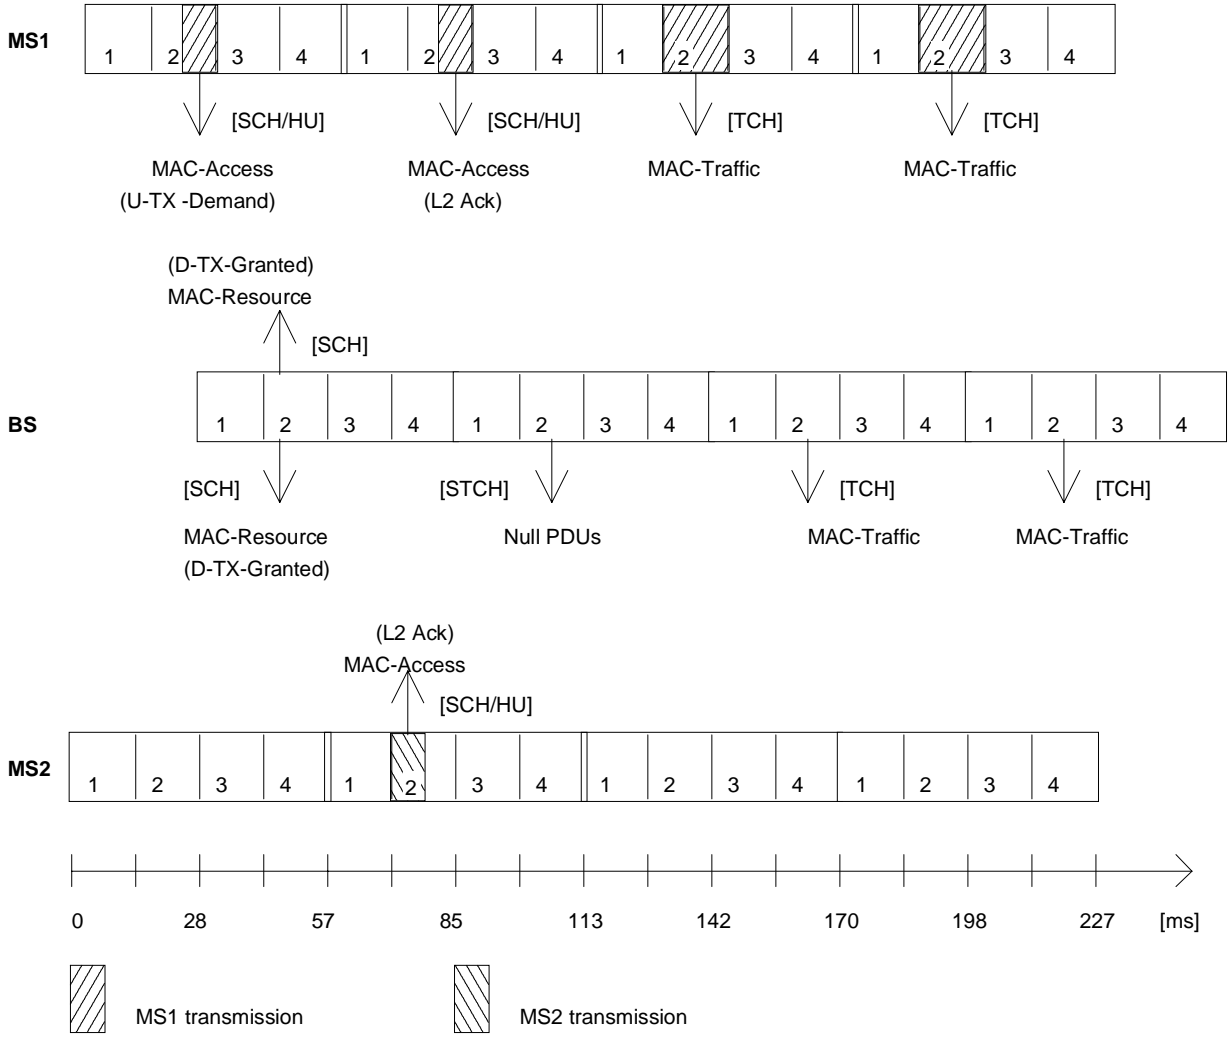 MS1
1 2 3 4 1 2 3 4 1 2 3 4 1 2 3 4
[SCH/HU] [SCH/HU] [TCH] [TCH]
MAC-Access MAC-Access MAC-Traffic MAC-Traffic
(U-TX -Demand) (L2 Ack)
(D-TX-Granted)
MAC-Resource
[SCH]
BS
1 2 3 4 1 2 3 4 1 2 3 4 1 2 3 4
[SCH] [STCH] [TCH] [TCH]
MAC-Resource Null PDUs MAC-Traffic MAC-Traffic
(D-TX-Granted)
(L2 Ack)
MAC-Access
[SCH/HU]
MS2
1 2 3 4 1 2 3 4 1 2 3 4 1 2 3 4
0 28 57 85 113 142 170 198 227 [ms]
MS1 transmission MS2 transmission